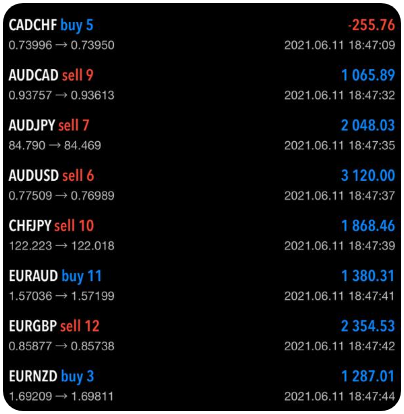 CADCHF buy 5 -255.76
0.73996 → 0.73950 2021.06.11 18:47:09
AUDCAD sell 9 1 065.89
0.93757 → 0.93613 2021.06.11 18:47:32
AUDJPY sell 7 2 048.03
84.790 → 84.469 2021.06.11 18:47:35
AUDUSD sell 6 3 120.00
0.77509 → 0.76989 2021.06.11 18:47:37
CHFJPY sell 10 1 868.46
122.223 → 122.018 2021.06.11 18:47:39
EURAUD buy 11 1 380.31
1.57036 → 1.57199 2021.06.11 18:47:41
EURGBP sell 12 2 354.53
0.85877 → 0.85738 2021.06.11 18:47:42
EURNZD buy 3 1 287.01
1.69209 → 1.69811 2021.06.11 18:47:44